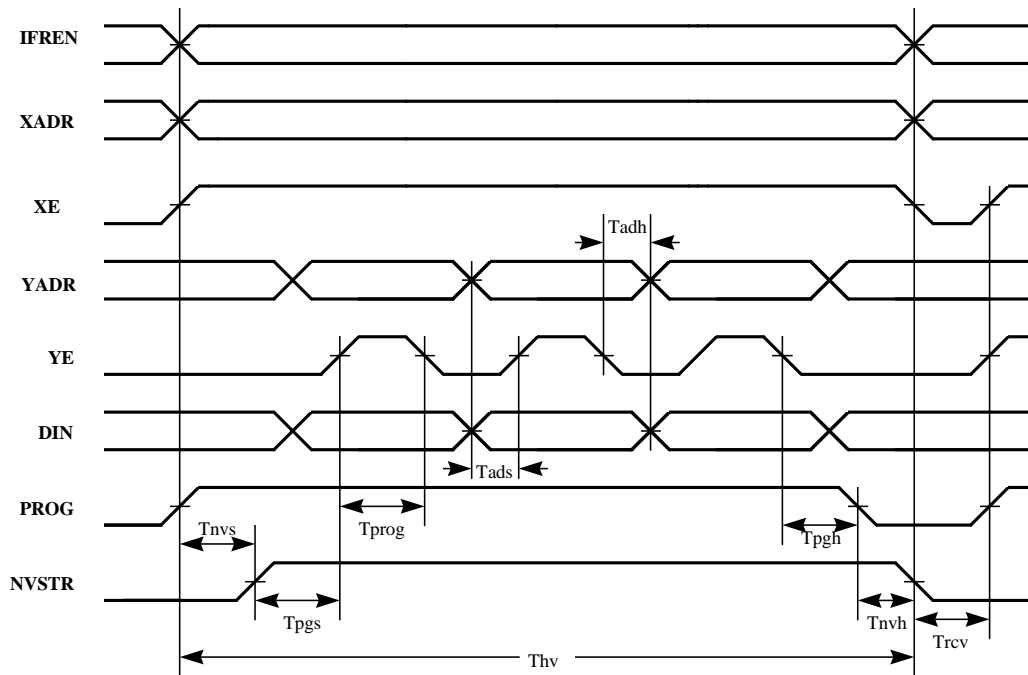 IFREN
XADR
XE
Tadh
YADR
YE
DIN
Tads
PROG
Tnvs
Tprog
Tpgh
NVSTR
Tpgs
Tnvh
Trcv
Thv